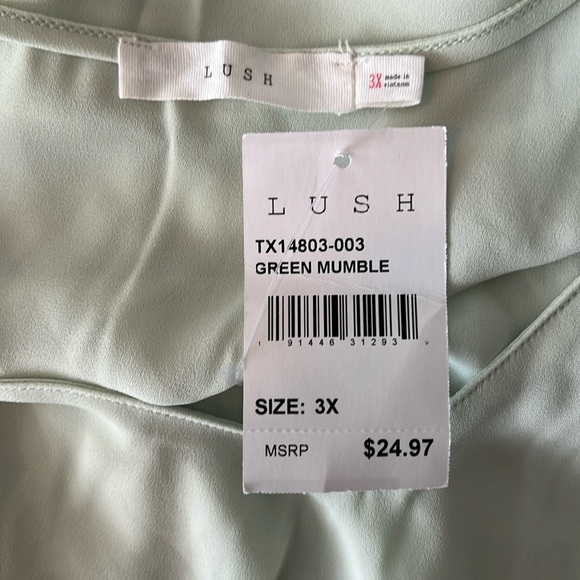 LUSH
3X made in
vietnam
LUSH
TX14803-003
GREEN MUMBLE
1 91446 31293
SIZE: 3X
MSRP $24.97